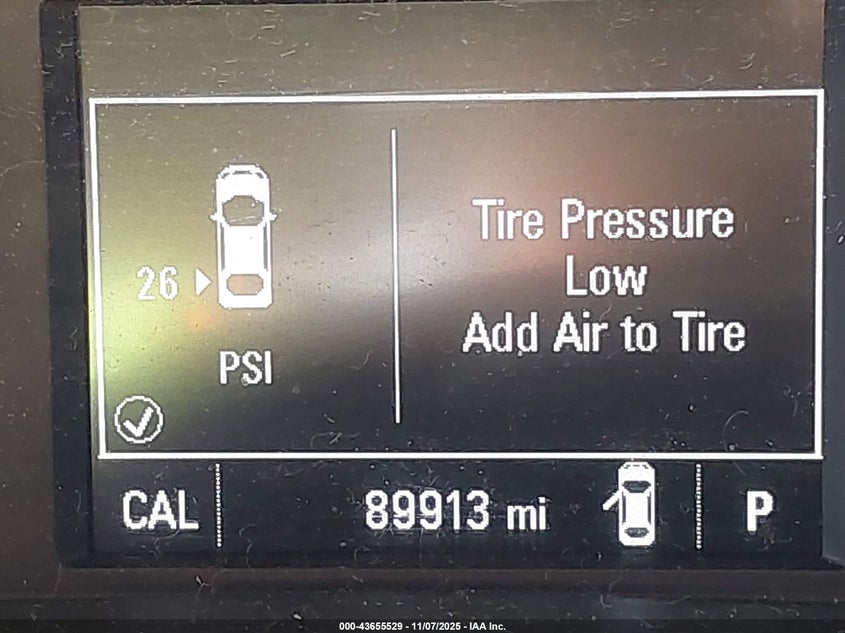 Tire Pressure
Low
Add Air to Tire
26
PSI
CAL 89913 mi P
000-43655529 - 11/07/2025 - IAA Inc.